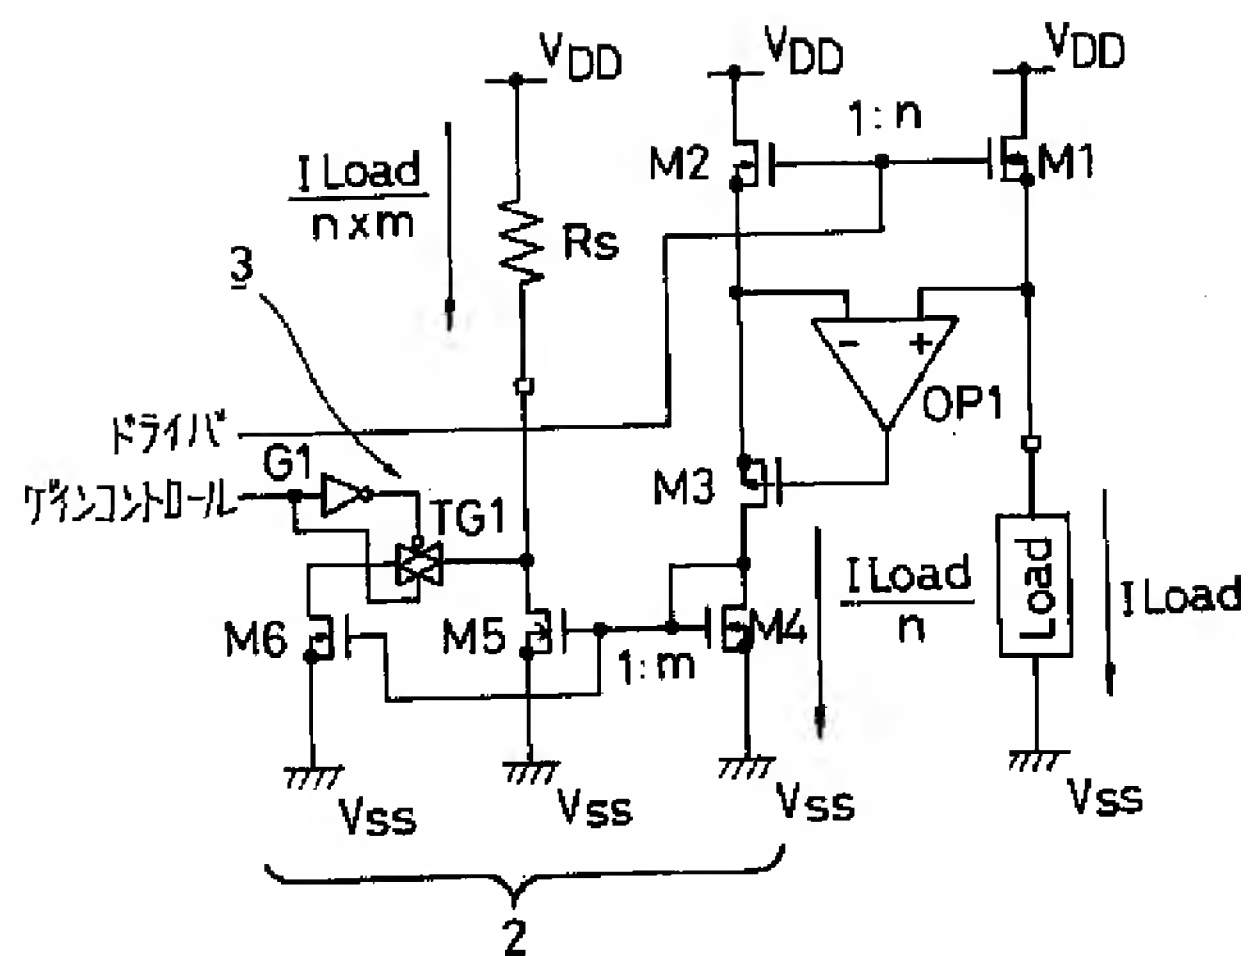 VDD
VDD
VDD
1:n
M2
M1
I Load
n×m
Rs
3
-
+
OP1
ドライバ
G1
ゲインコントロール
TG1
M3
I Load
n
Load
I Load
M6
M5
M4
1:m
Vss
Vss
Vss
Vss
2